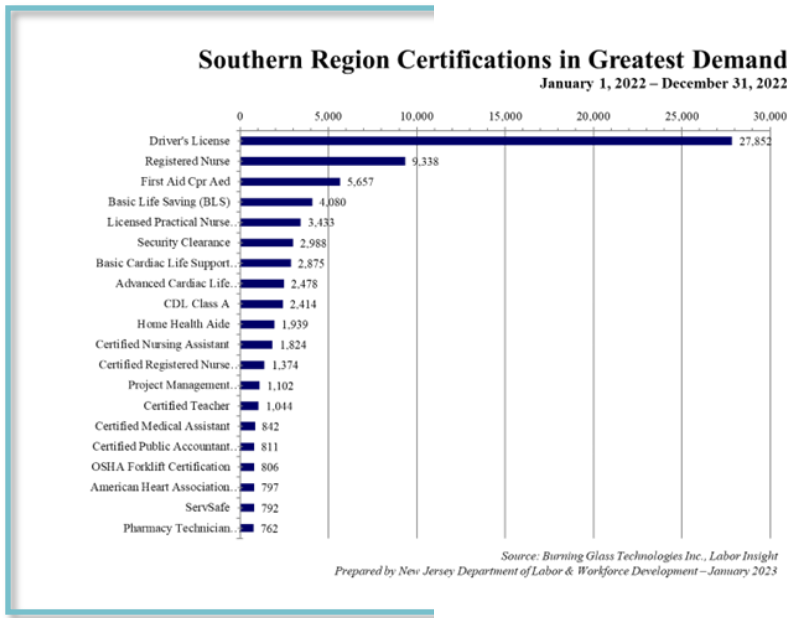 Southern Region Certifications in Greatest Demand
January 1, 2022 – December 31, 2022
0 5,000 10,000 15,000 20,000 25,000 30,000
Driver's License 27,852
Registered Nurse 9,338
First Aid Cpr Aed 5,657
Basic Life Saving (BLS) 4,080
Licensed Practical Nurse.. 3,433
Security Clearance 2,988
Basic Cardiac Life Support.. 2,875
Advanced Cardiac Life.. 2,478
CDL Class A 2,414
Home Health Aide 1,939
Certified Nursing Assistant 1,824
Certified Registered Nurse.. 1,374
Project Management.. 1,102
Certified Teacher 1,044
Certified Medical Assistant 842
Certified Public Accountant.. 811
OSHA Forklift Certification 806
American Heart Association.. 797
ServSafe 792
Pharmacy Technician.. 762
Source: Burning Glass Technologies Inc., Labor Insight
Prepared by New Jersey Department of Labor & Workforce Development – January 2023